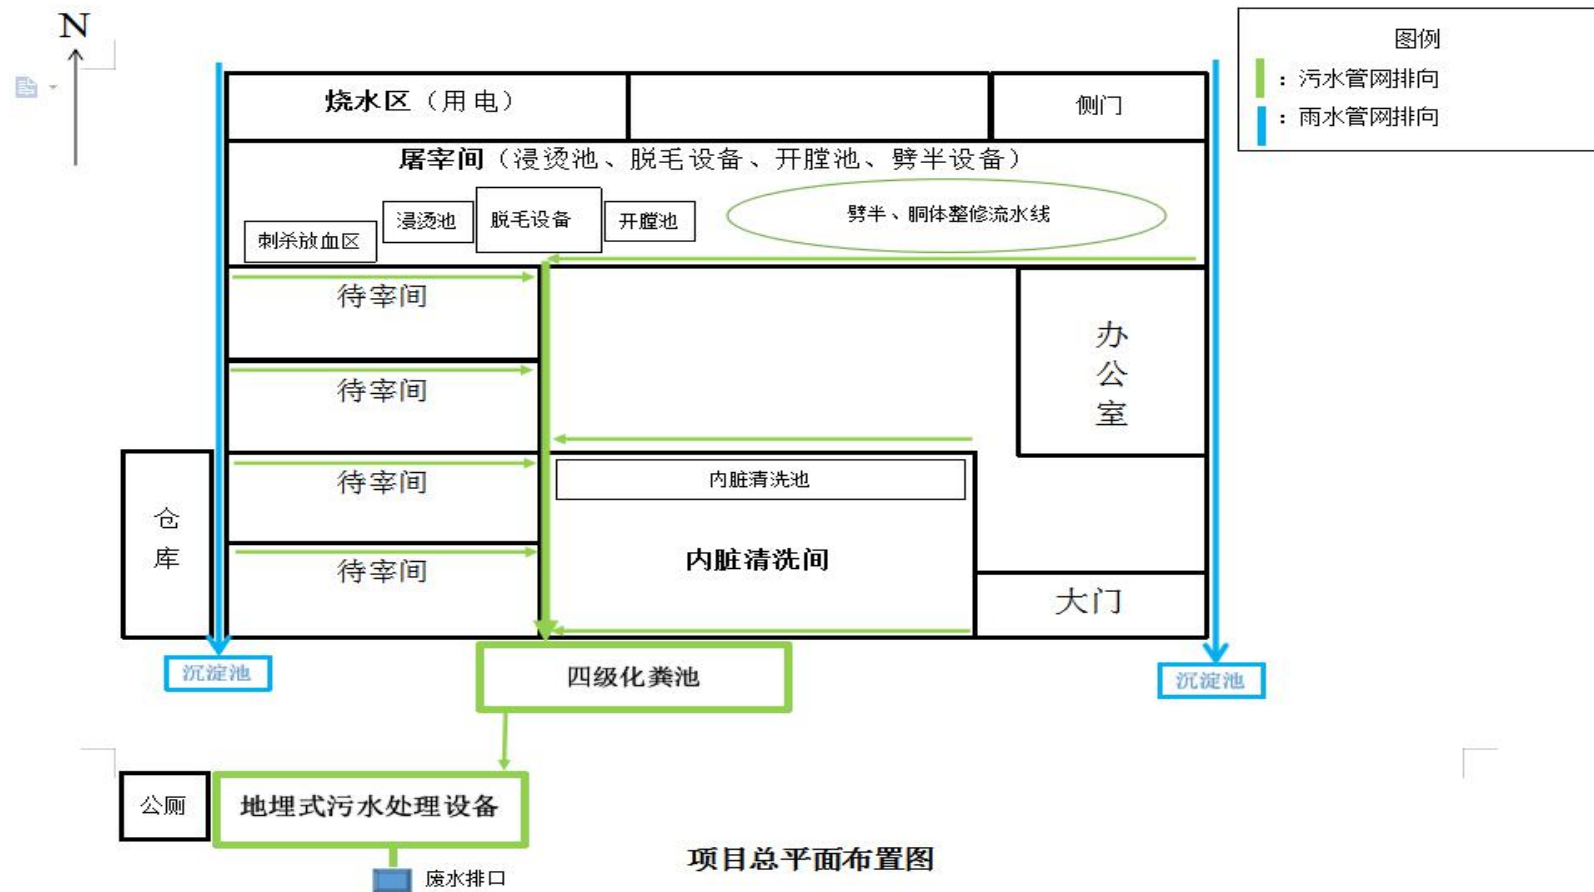 N
图例
：污水管网排向
：雨水管网排向
烧水区（用电）
侧门
屠宰间（浸烫池、脱毛设备、开膛池、劈半设备）
刺杀放血区
浸烫池
脱毛设备
开膛池
劈半、胴体整修流水线
待宰间
待宰间
待宰间
待宰间
办
公
室
仓
库
内脏清洗池
内脏清洗间
大门
沉淀池
四级化粪池
沉淀池
公厕
地埋式污水处理设备
项目总平面布置图
废水排口